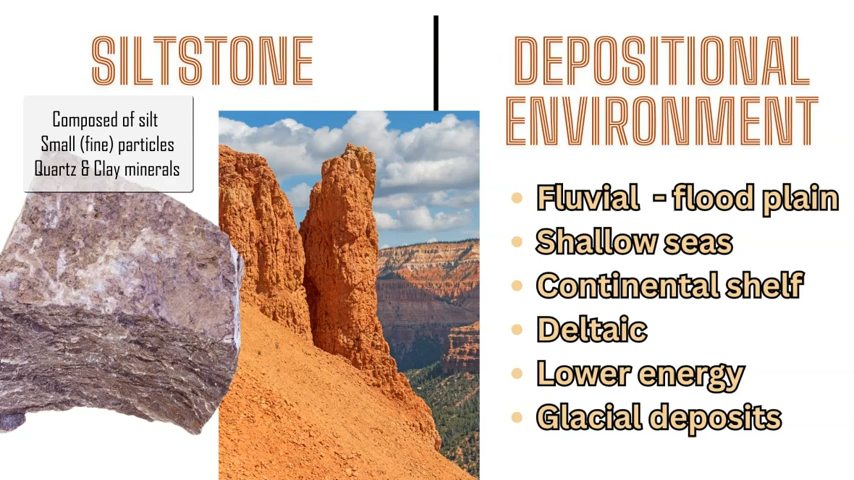 SILTSTONE
Composed of silt
Small (fine) particles
Quartz & Clay minerals
DEPOSITIONAL
ENVIRONMENT
• Fluvial - flood plain
• Shallow seas
• Continental shelf
• Deltaic
• Lower energy
• Glacial deposits